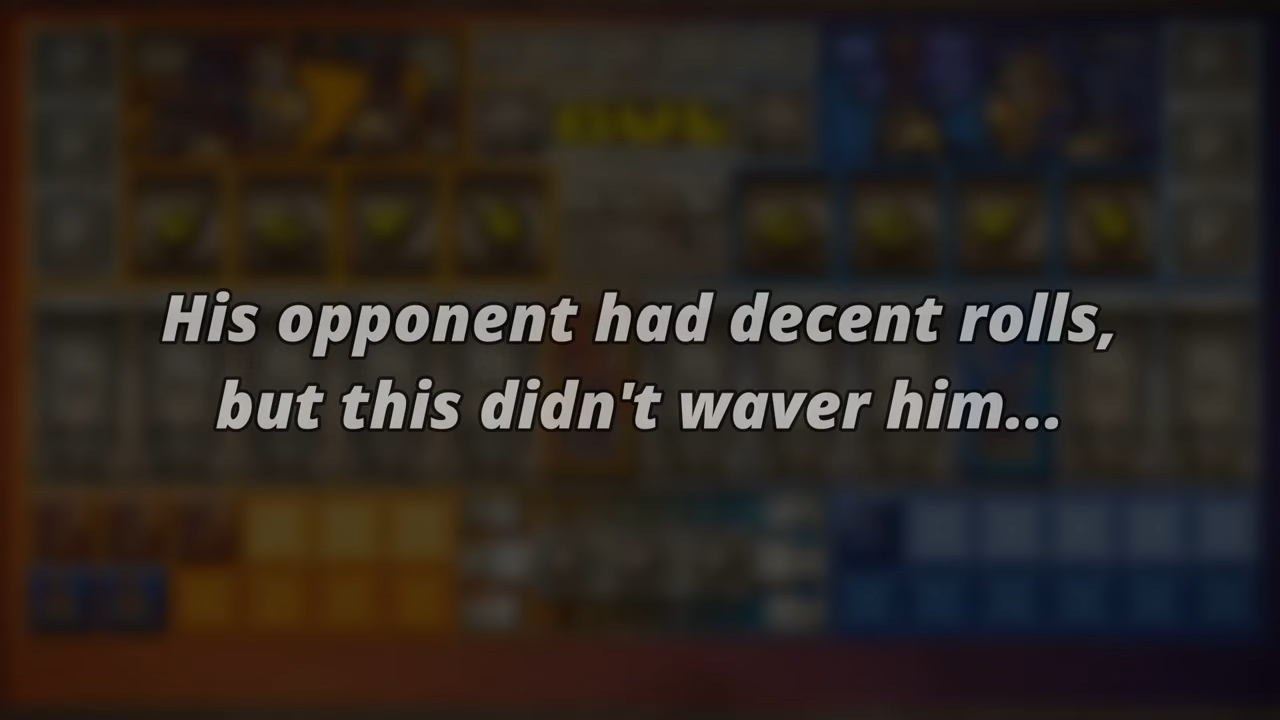 His opponent had decent rolls,
but this didn't waver him...